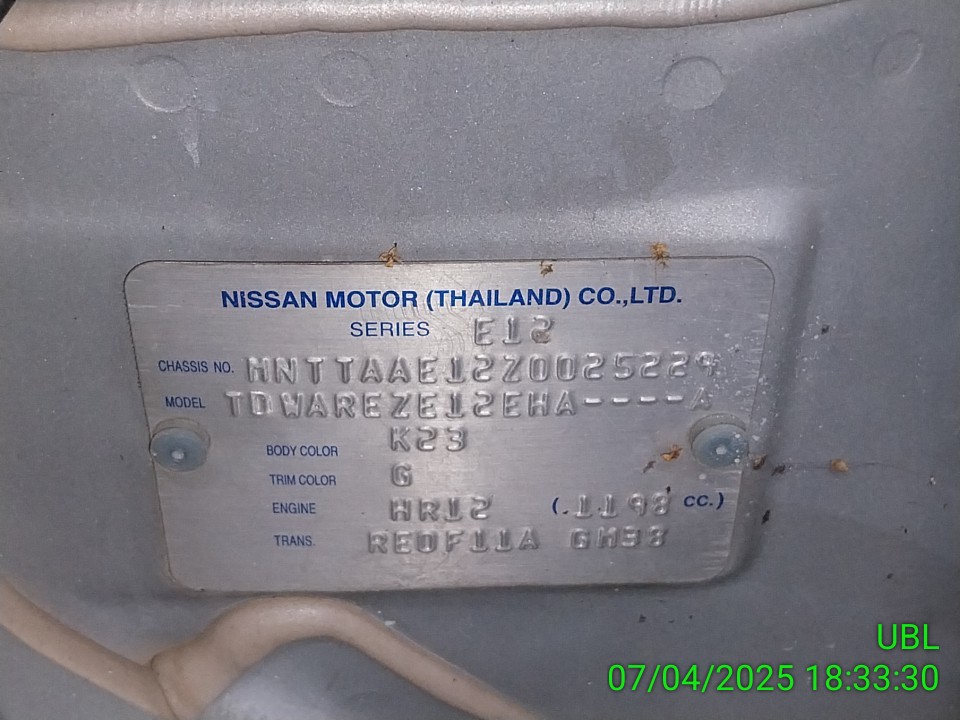 NISSAN MOTOR (THAILAND) CO.,LTD.
SERIES E12
CHASSIS NO. MNTTAAE12Z0025229
MODEL TDWAREZE12EHA----A
BODY COLOR K23
TRIM COLOR G
ENGINE HR12 (.1198 CC.)
TRANS. RE0F11A GM38
UBL
07/04/2025 18:33:30